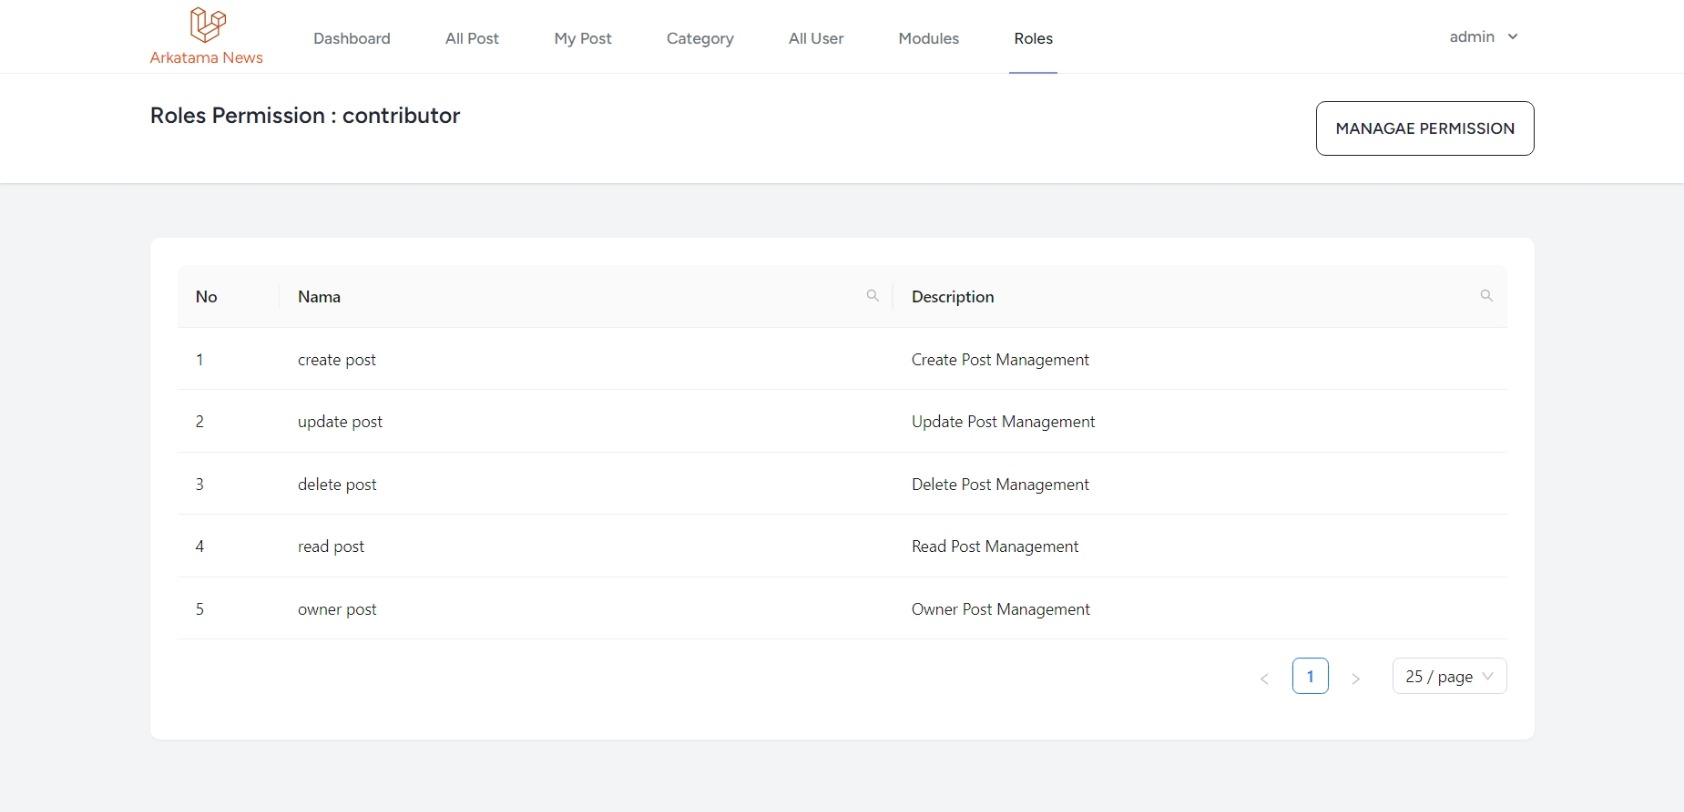 Arkatama News
Dashboard All Post My Post Category All User Modules Roles admin
Roles Permission : contributor
MANAGAE PERMISSION
No Nama Description
1 create post Create Post Management
2 update post Update Post Management
3 delete post Delete Post Management
4 read post Read Post Management
5 owner post Owner Post Management
< 1 > 25 / page